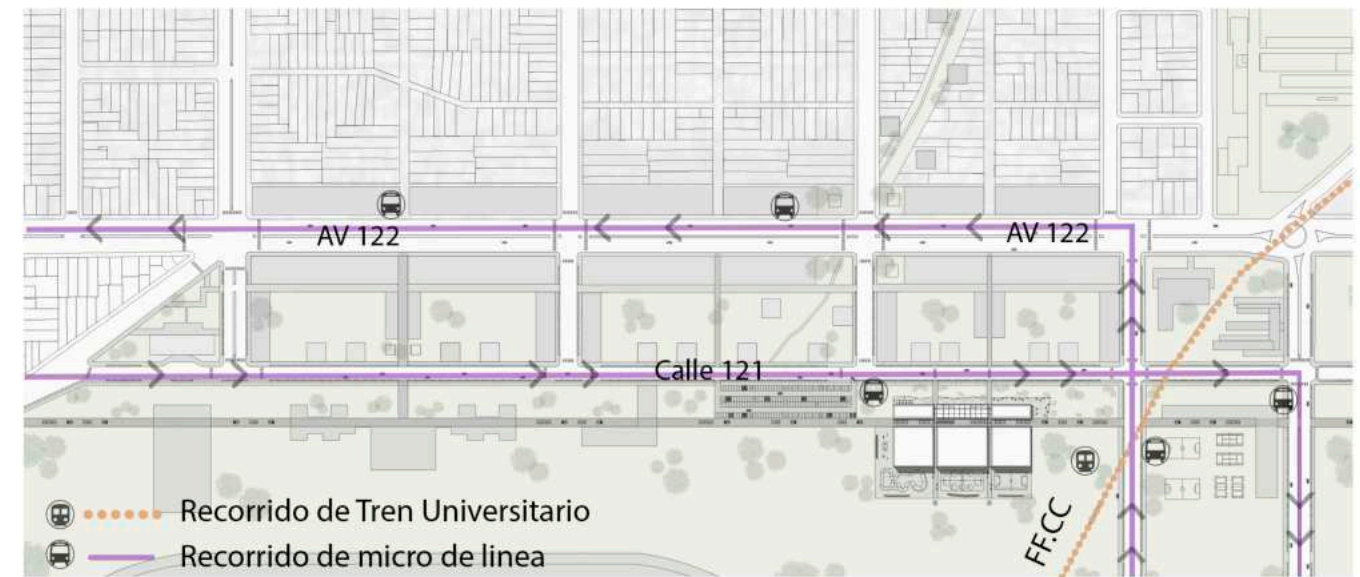 AV 122
AV 122
Calle 121
FF.CC
Recorrido de Tren Universitario
Recorrido de micro de linea